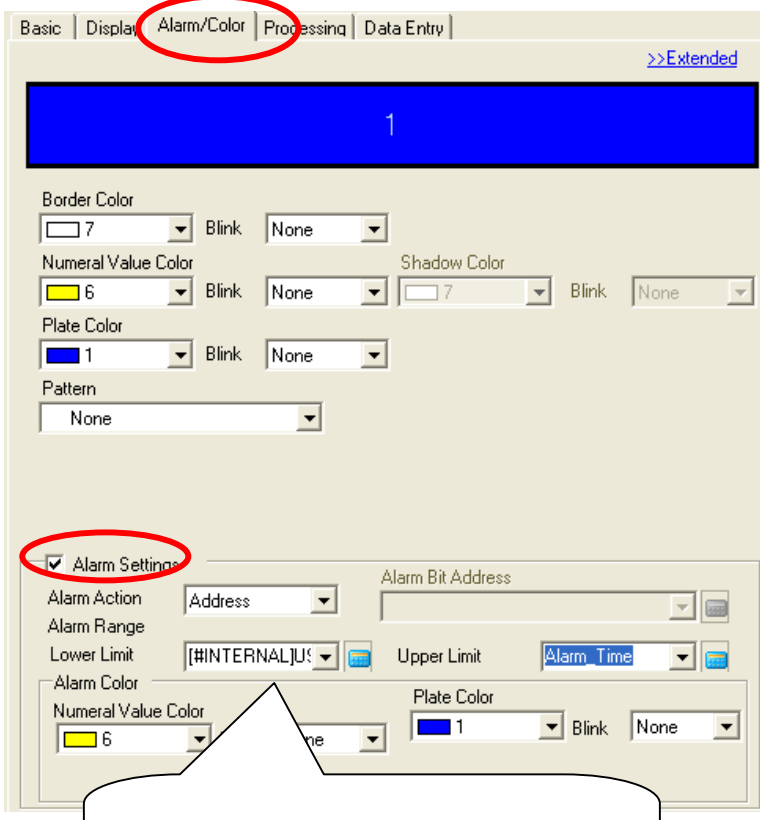 Basic Display Alarm/Color Processing Data Entry
>>Extended
1
Border Color
7 Blink None
Numeral Value Color Shadow Color
6 Blink None 7 Blink None
Plate Color
1 Blink None
Pattern
None
Alarm Settings
Alarm Action Address Alarm Bit Address
Alarm Range
Lower Limit [#INTERNAL]US Upper Limit Alarm_Time
Alarm Color
Numeral Value Color Plate Color
6 1 Blink None